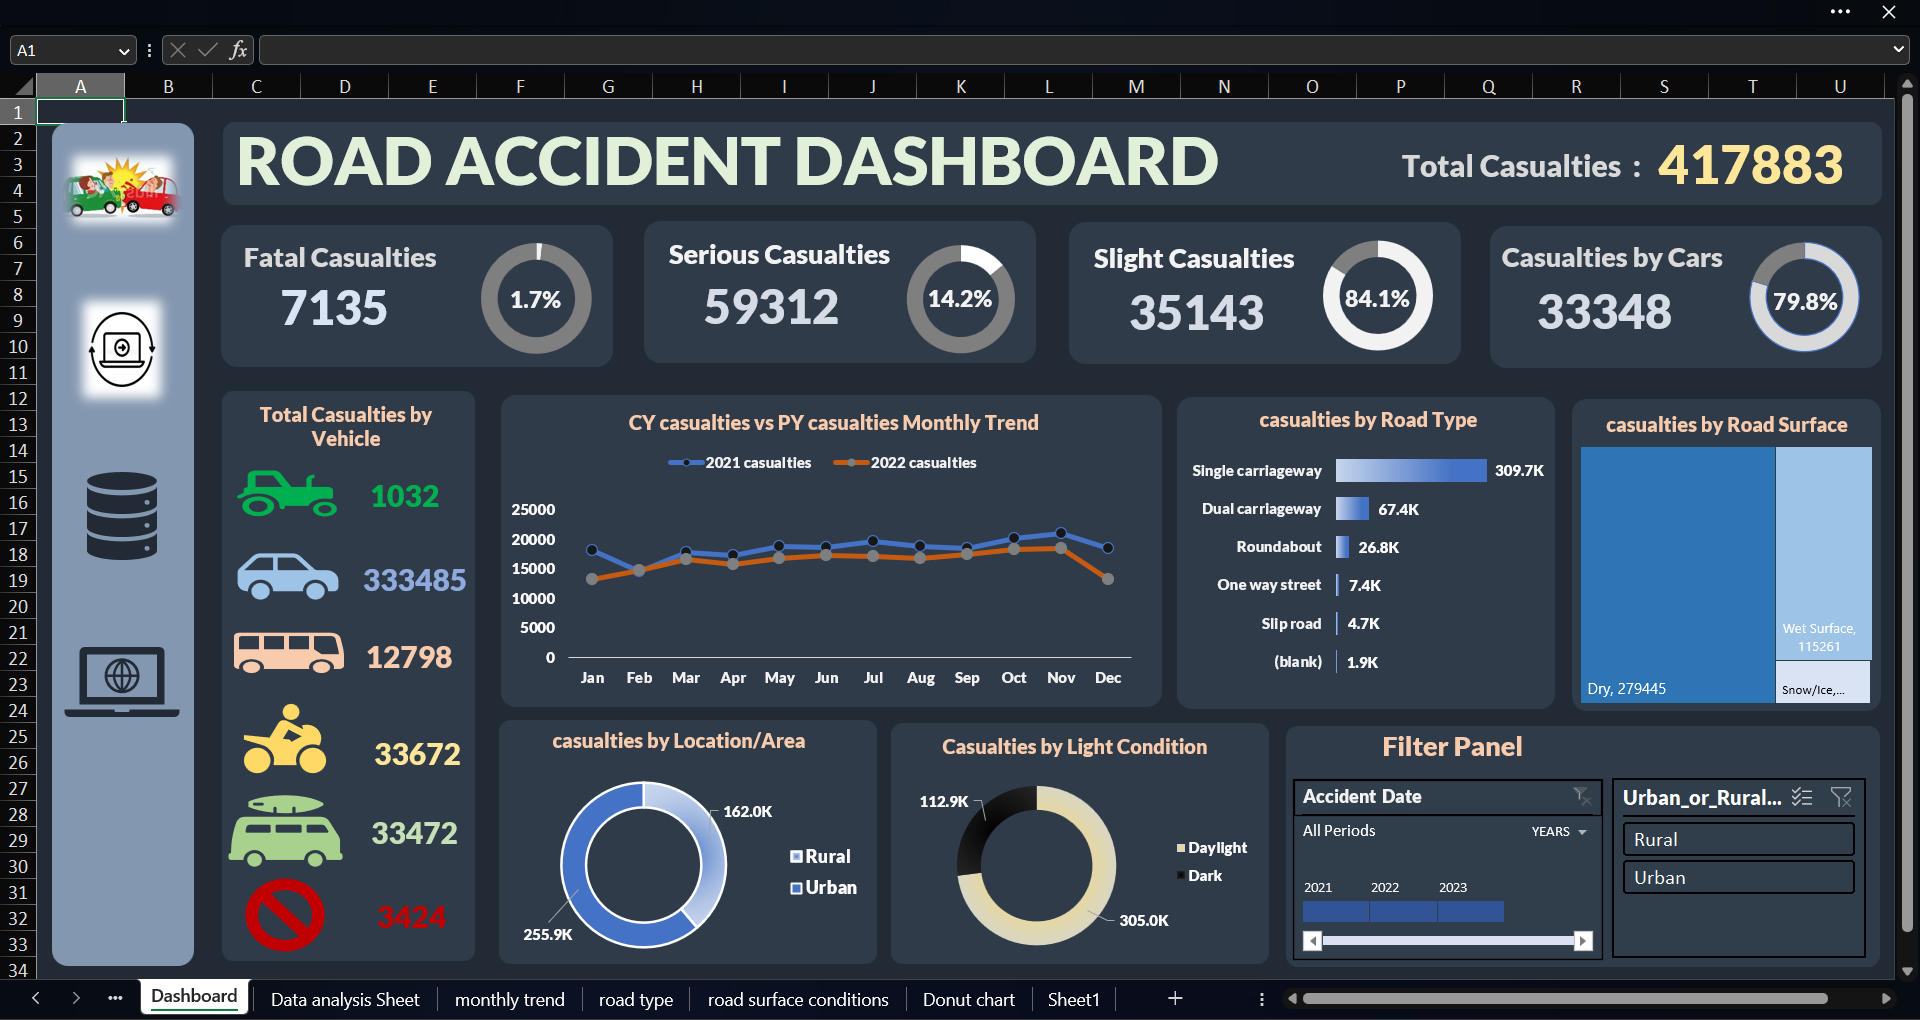 A1
fx
A B C D E F G H I J K L M N O P Q R S T U
1
2
3
4
5
6
7
8
9
10
11
12
13
14
15
16
17
18
19
20
21
22
23
24
25
26
27
28
29
30
31
32
33
34
ROAD ACCIDENT DASHBOARD
Total Casualties : 417883
Fatal Casualties
7135
1.7%
Serious Casualties
59312
14.2%
Slight Casualties
35143
84.1%
Casualties by Cars
33348
79.8%
Total Casualties by
Vehicle
1032
333485
12798
33672
33472
3424
CY casualties vs PY casualties Monthly Trend
2021 casualties 2022 casualties
25000
20000
15000
10000
5000
0
Jan Feb Mar Apr May Jun Jul Aug Sep Oct Nov Dec
casualties by Road Type
Single carriageway 309.7K
Dual carriageway 67.4K
Roundabout 26.8K
One way street 7.4K
Slip road 4.7K
(blank) 1.9K
casualties by Road Surface
Wet Surface,
115261
Dry, 279445
Snow/Ice,...
casualties by Location/Area
162.0K
Rural
Urban
255.9K
Casualties by Light Condition
112.9K
Daylight
Dark
305.0K
Filter Panel
Accident Date
All Periods YEARS
2021 2022 2023
Urban_or_Rural...
Rural
Urban
Dashboard Data analysis Sheet monthly trend road type road surface conditions Donut chart Sheet1